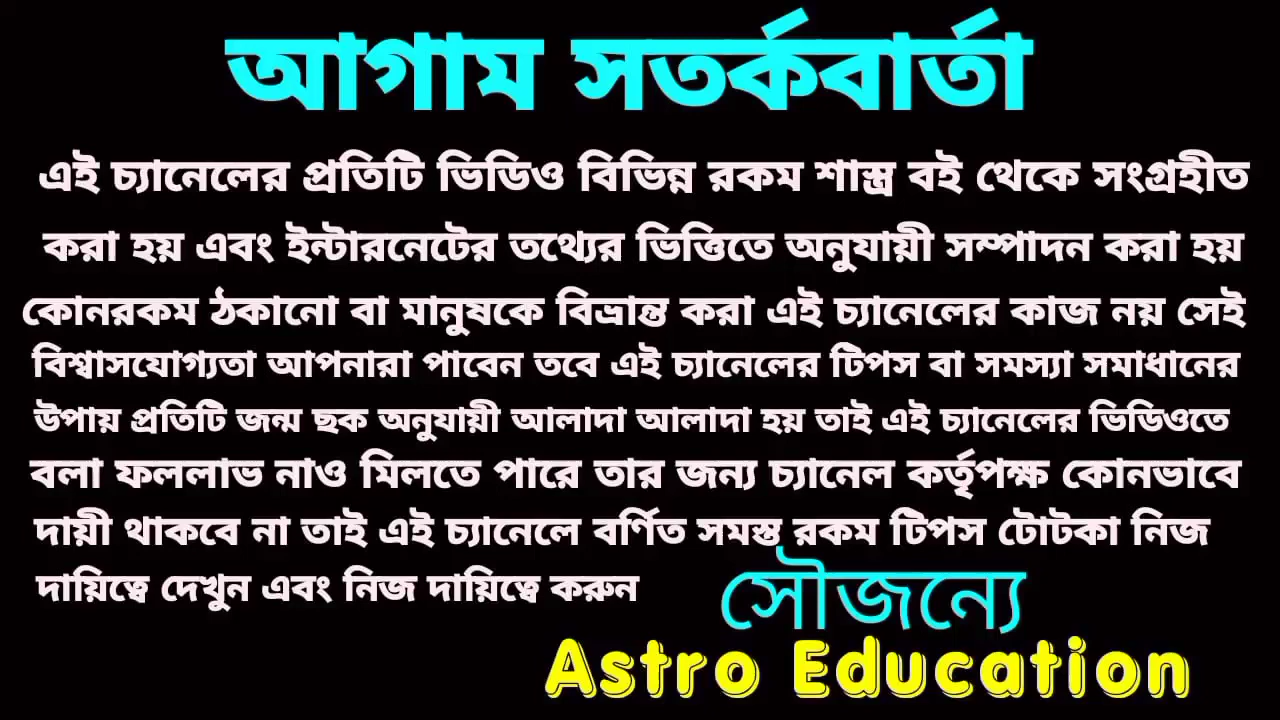 আগাম সতর্কবার্তা
এই চ্যানেলের প্রতিটি ভিডিও বিভিন্ন রকম শাস্ত্র বই থেকে সংগ্রহীত
করা হয় এবং ইন্টারনেটের তথ্যের ভিত্তিতে অনুযায়ী সম্পাদন করা হয়
কোনরকম ঠকানো বা মানুষকে বিভ্রান্ত করা এই চ্যানেলের কাজ নয় সেই
বিশ্বাসযোগ্যতা আপনারা পাবেন তবে এই চ্যানেলের টিপস বা সমস্যা সমাধানের
উপায় প্রতিটি জন্ম ছক অনুযায়ী আলাদা আলাদা হয় তাই এই চ্যানেলের ভিডিওতে
বলা ফললাভ নাও মিলতে পারে তার জন্য চ্যানেল কর্তৃপক্ষ কোনভাবে
দায়ী থাকবে না তাই এই চ্যানেলে বর্ণিত সমস্ত রকম টিপস টোটকা নিজ
দায়িত্বে দেখুন এবং নিজ দায়িত্বে করুন
সৌজন্যে
Astro Education